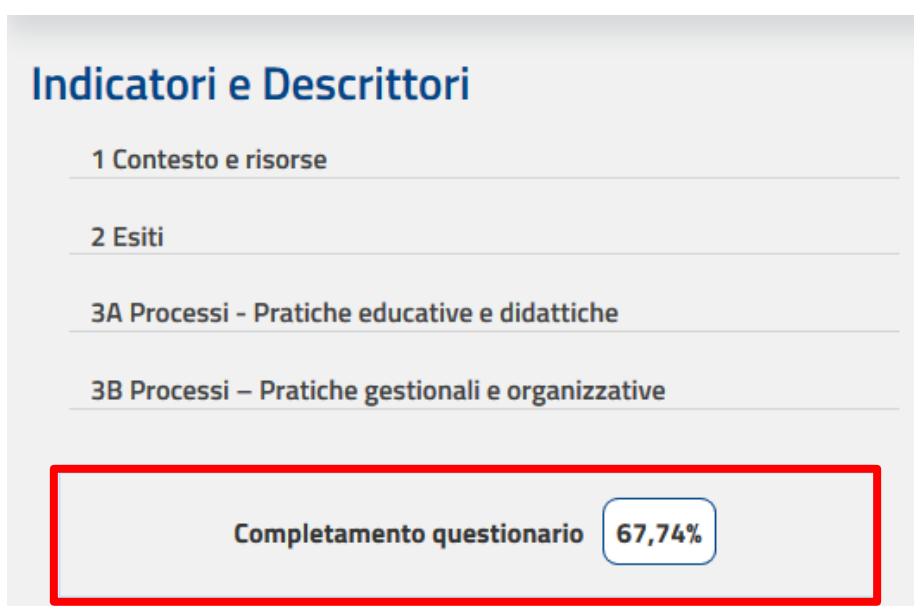 Indicatori e Descrittori
1 Contesto e risorse
2 Esiti
3A Processi - Pratiche educative e didattiche
3B Processi – Pratiche gestionali e organizzative
Completamento questionario 67,74%